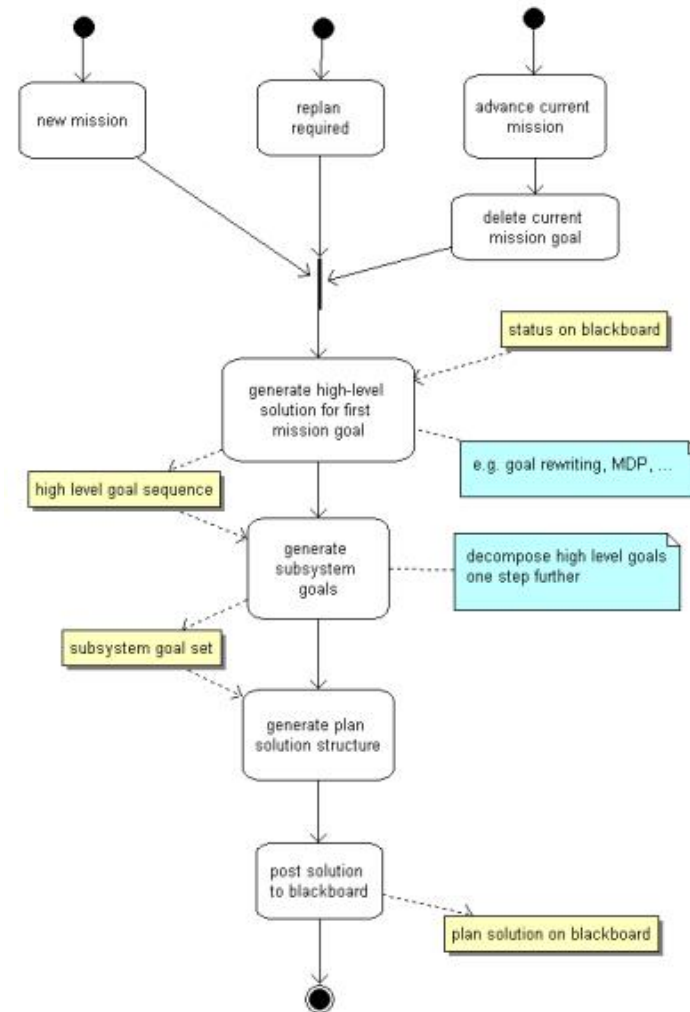 new mission
replan
required
advance current
mission
delete current
mission goal
status on blackboard
generate high-level
solution for first
mission goal
e.g. goal rewriting, MDP, ...
high level goal sequence
generate
subsystem
goals
decompose high level goals
one step further
subsystem goal set
generate plan
solution structure
post solution
to blackboard
plan solution on blackboard